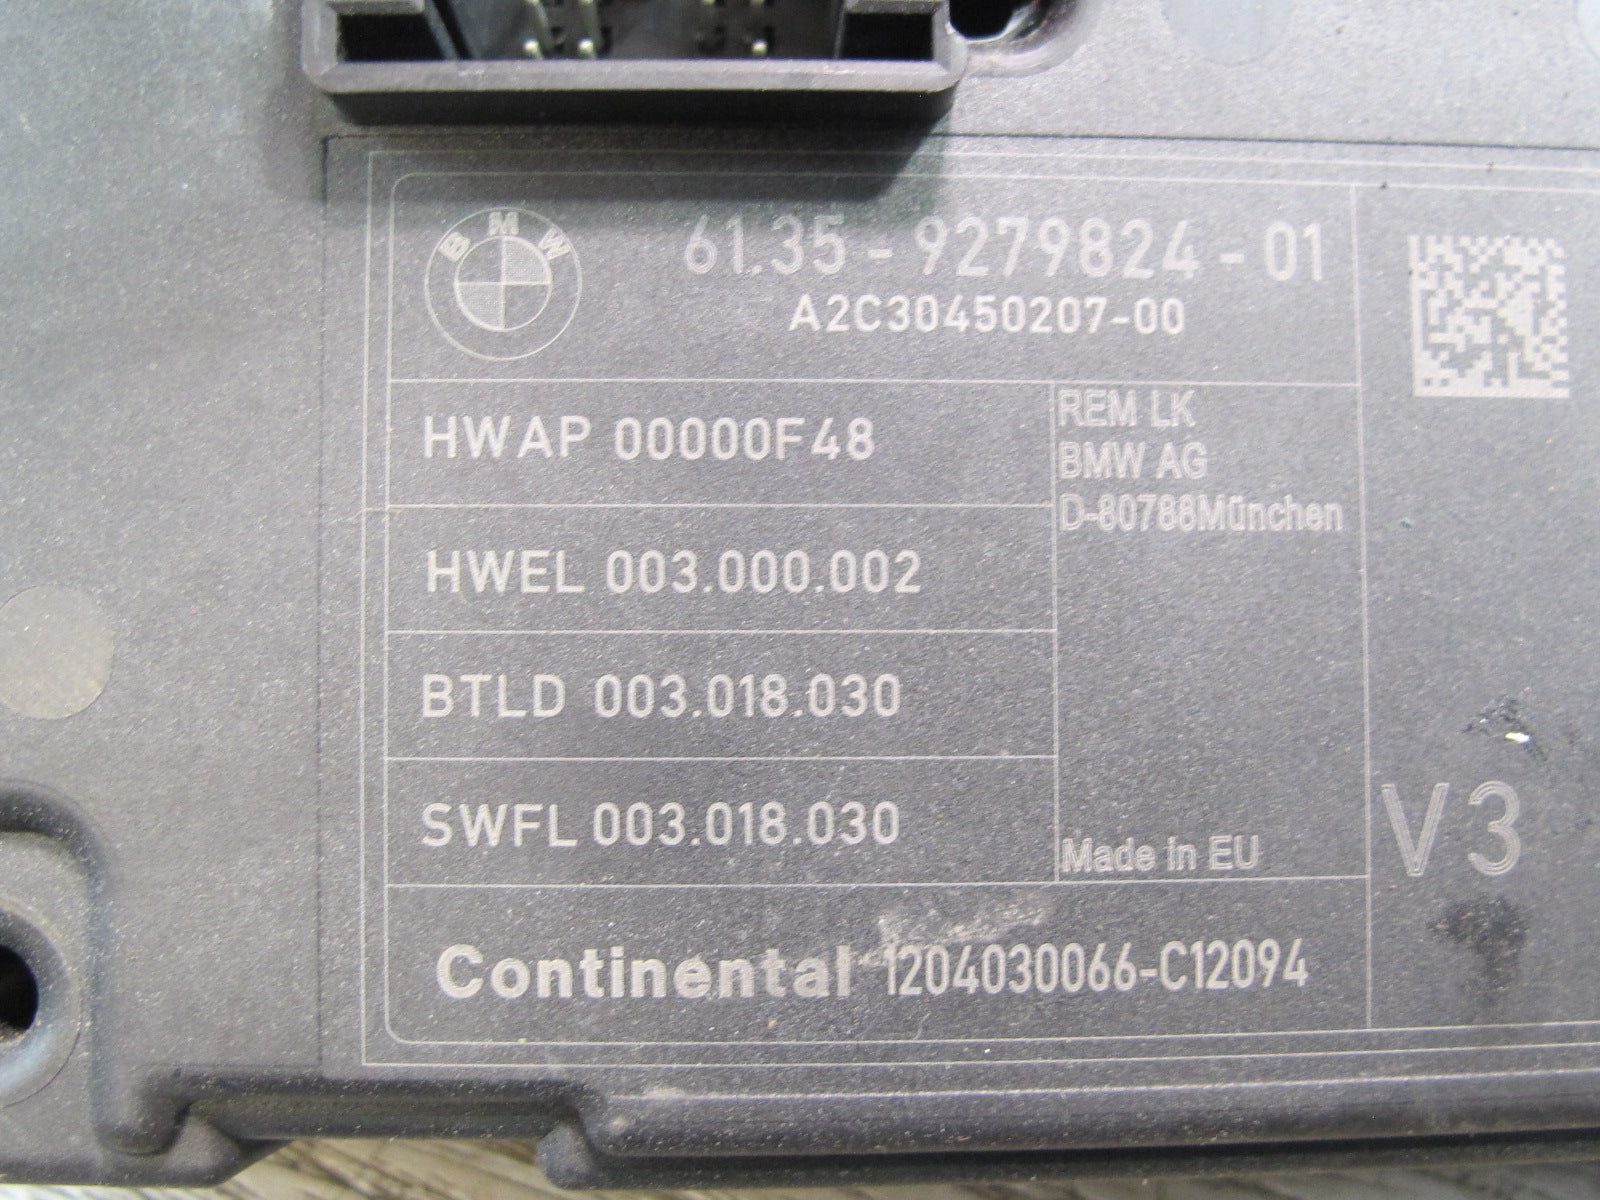 BMW
61.35 - 9279824 - 01
A2C30450207-00
HWAP 00000F48
HWEL 003.000.002
BTLD 003.018.030
SWFL 003.018.030
REM LK
BMW AG
D-80788München
Made in EU
V3
Continental 1204030066-C12094